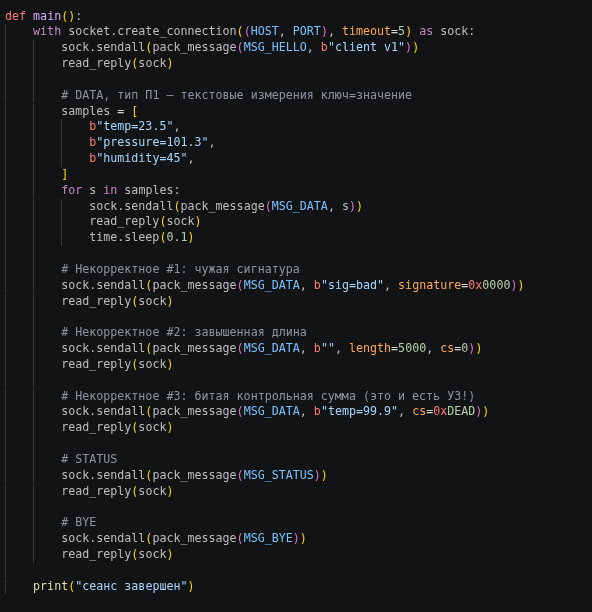 def main():
    with socket.create_connection((HOST, PORT), timeout=5) as sock:
        sock.sendall(pack_message(MSG_HELLO, b"client v1"))
        read_reply(sock)

        # DATA, тип П1 — текстовые измерения ключ=значение
        samples = [
            b"temp=23.5",
            b"pressure=101.3",
            b"humidity=45",
        ]
        for s in samples:
            sock.sendall(pack_message(MSG_DATA, s))
            read_reply(sock)
            time.sleep(0.1)

        # Некорректное #1: чужая сигнатура
        sock.sendall(pack_message(MSG_DATA, b"sig=bad", signature=0x0000))
        read_reply(sock)

        # Некорректное #2: завышенная длина
        sock.sendall(pack_message(MSG_DATA, b"", length=5000, cs=0))
        read_reply(sock)

        # Некорректное #3: битая контрольная сумма (это и есть У3!)
        sock.sendall(pack_message(MSG_DATA, b"temp=99.9", cs=0xDEAD))
        read_reply(sock)

        # STATUS
        sock.sendall(pack_message(MSG_STATUS))
        read_reply(sock)

        # BYE
        sock.sendall(pack_message(MSG_BYE))
        read_reply(sock)

    print("сеанс завершен")